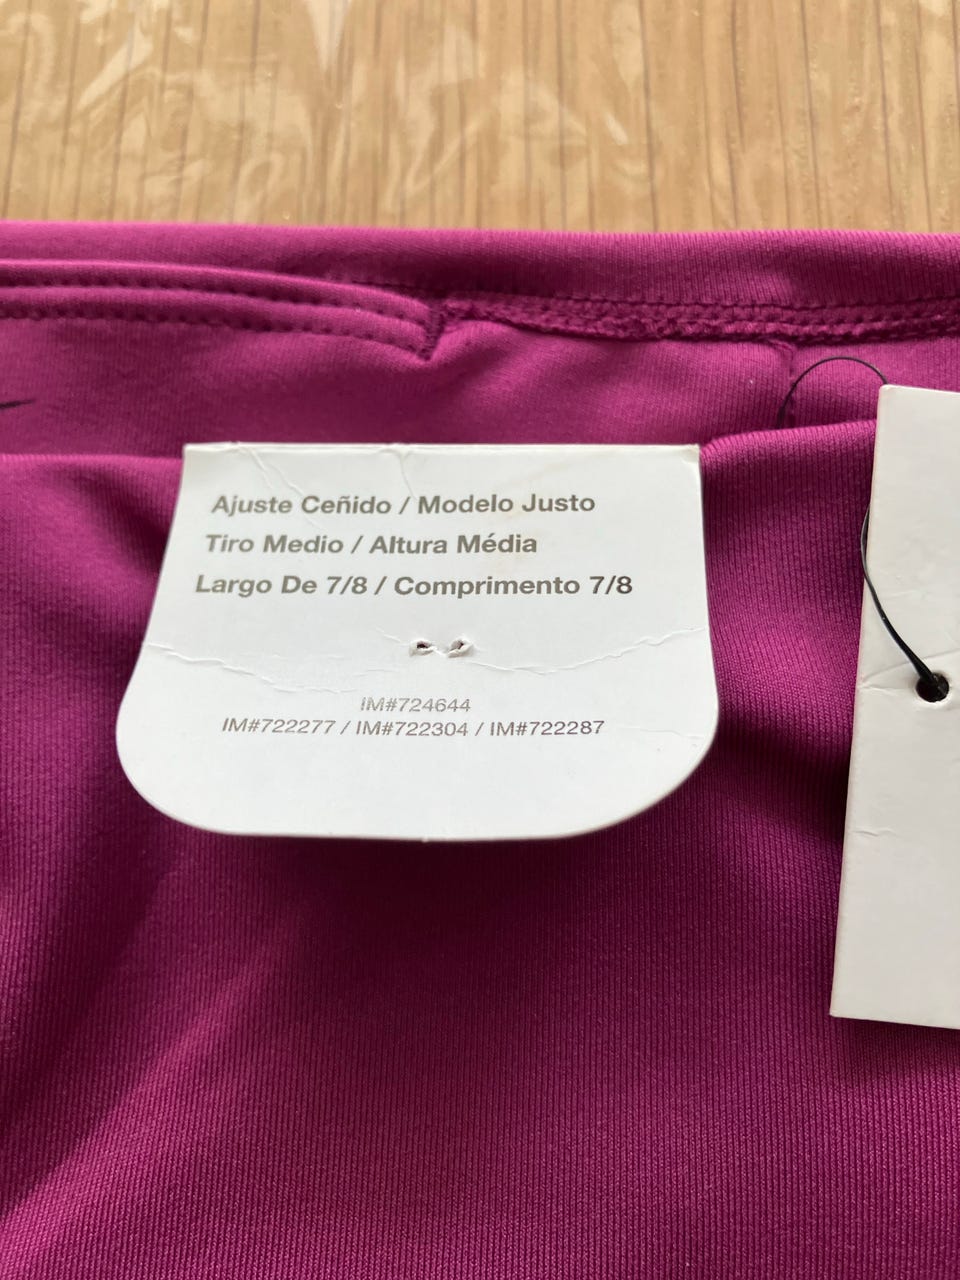 Ajuste Ceñido / Modelo Justo
Tiro Medio / Altura Média
Largo De 7/8 / Comprimento 7/8
IM#724644
IM#722277 / IM#722304 / IM#722287